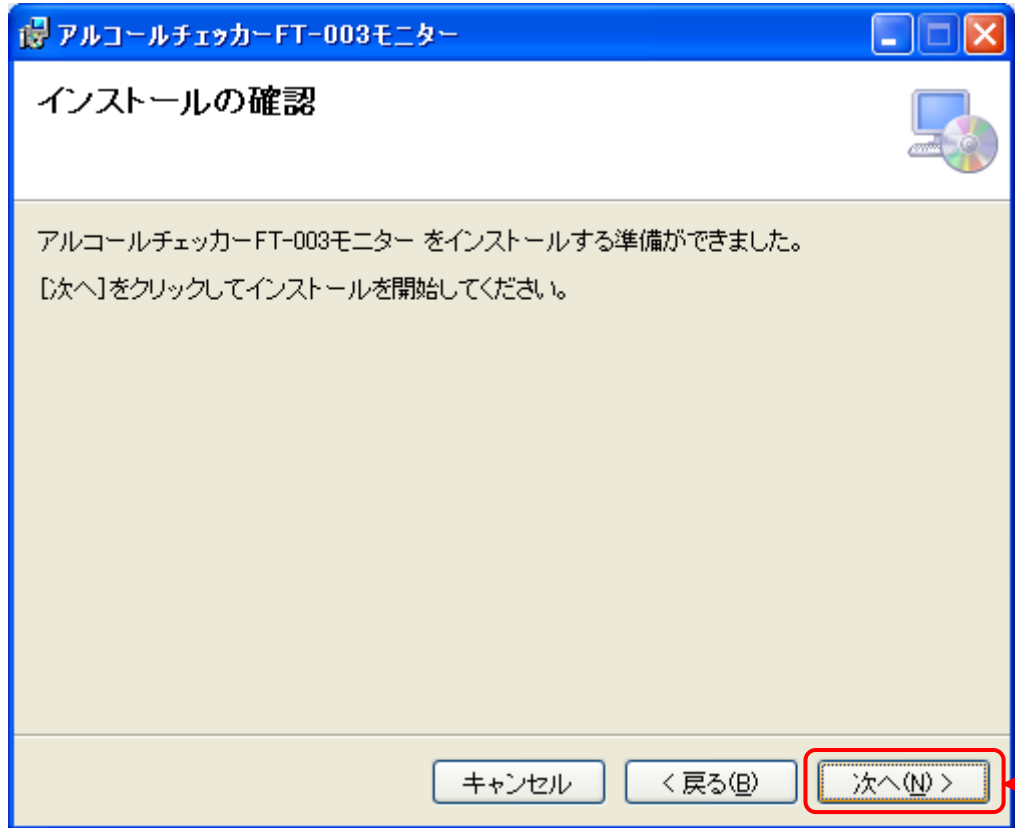 アルコールチェッカーFT-003モニター
インストールの確認
アルコールチェッカーFT-003モニター をインストールする準備ができました。
[次へ]をクリックしてインストールを開始してください。
キャンセル
< 戻る(B)
次へ(N) >